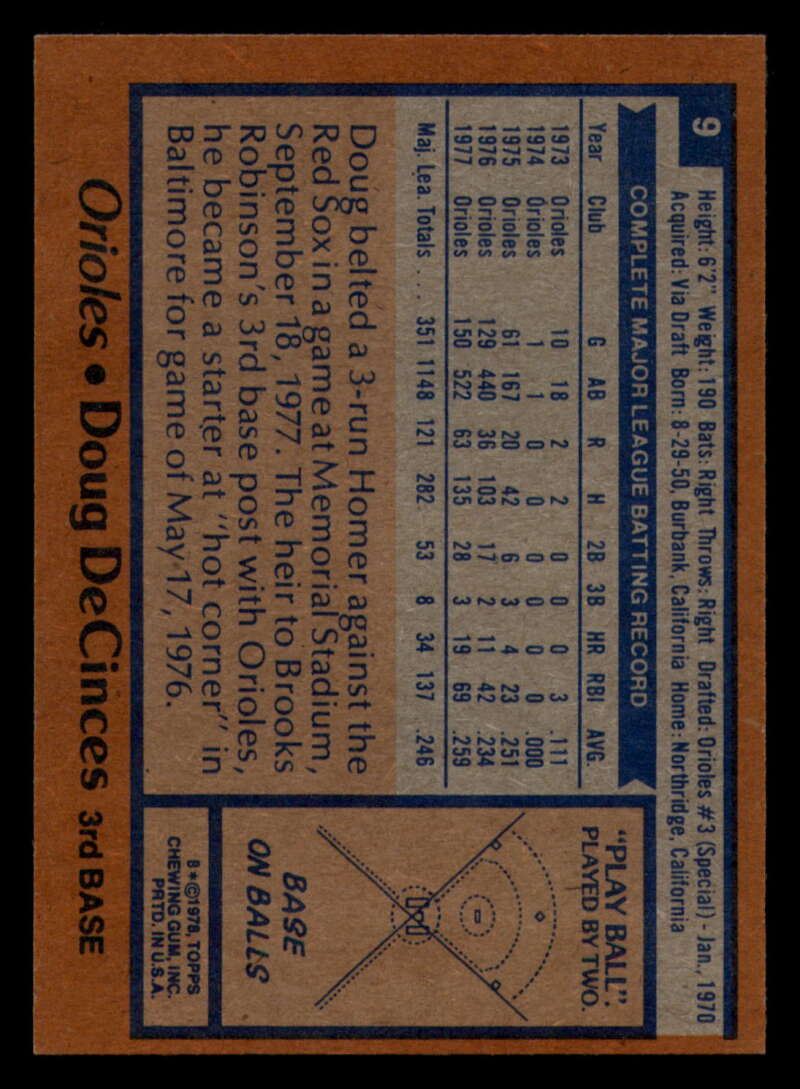 9
Height: 6'2" Weight: 190 Bats: Right Throws: Right Drafted: Orioles #3 (Special) - Jan., 1970
Acquired: Via Draft Born: 8-29-50, Burbank, California Home: Northridge, California
COMPLETE MAJOR LEAGUE BATTING RECORD
Year Club G AB R H 2B 3B HR RBI AVG.
1973 Orioles 10 18 2 2 0 0 0 3 .111
1974 Orioles 1 1 0 0 0 0 0 0 .000
1975 Orioles 61 167 20 42 6 3 4 23 .251
1976 Orioles 129 440 36 103 17 2 11 42 .234
1977 Orioles 150 522 63 135 28 3 19 69 .259
Maj. Lea. Totals . . . 351 1148 121 282 53 8 34 137 .246
Doug belted a 3-run Homer against the
Red Sox in a game at Memorial Stadium,
September 18, 1977. The heir to Brooks
Robinson's 3rd base post with Orioles,
he became a starter at "hot corner" in
Baltimore for game of May 17, 1976.
"PLAY BALL".
PLAYED BY TWO.
BASE
ON BALLS
8*©1978, TOPPS
CHEWING GUM, INC.
PRTD. IN U.S.A.
Orioles • Doug DeCinces 3rd BASE